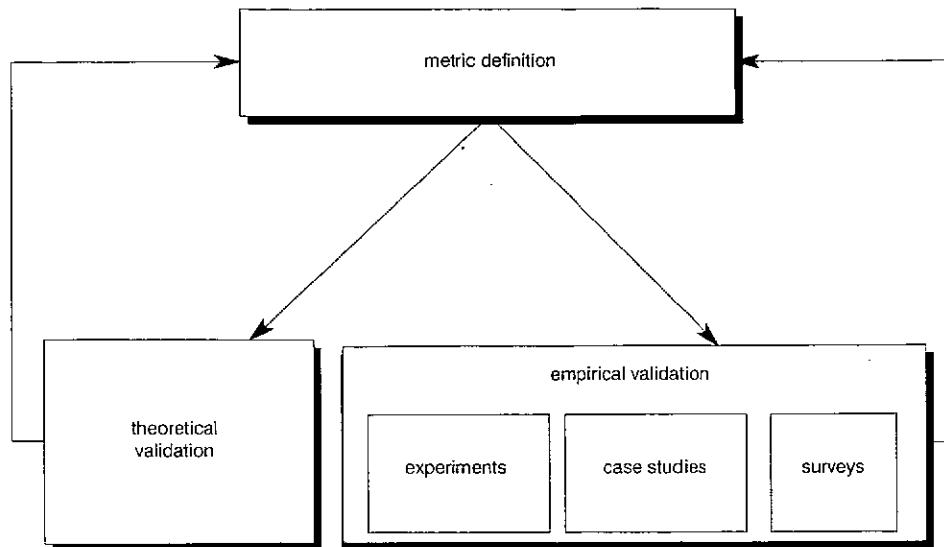 metric definition
theoretical
validation
empirical validation
experiments
case studies
surveys